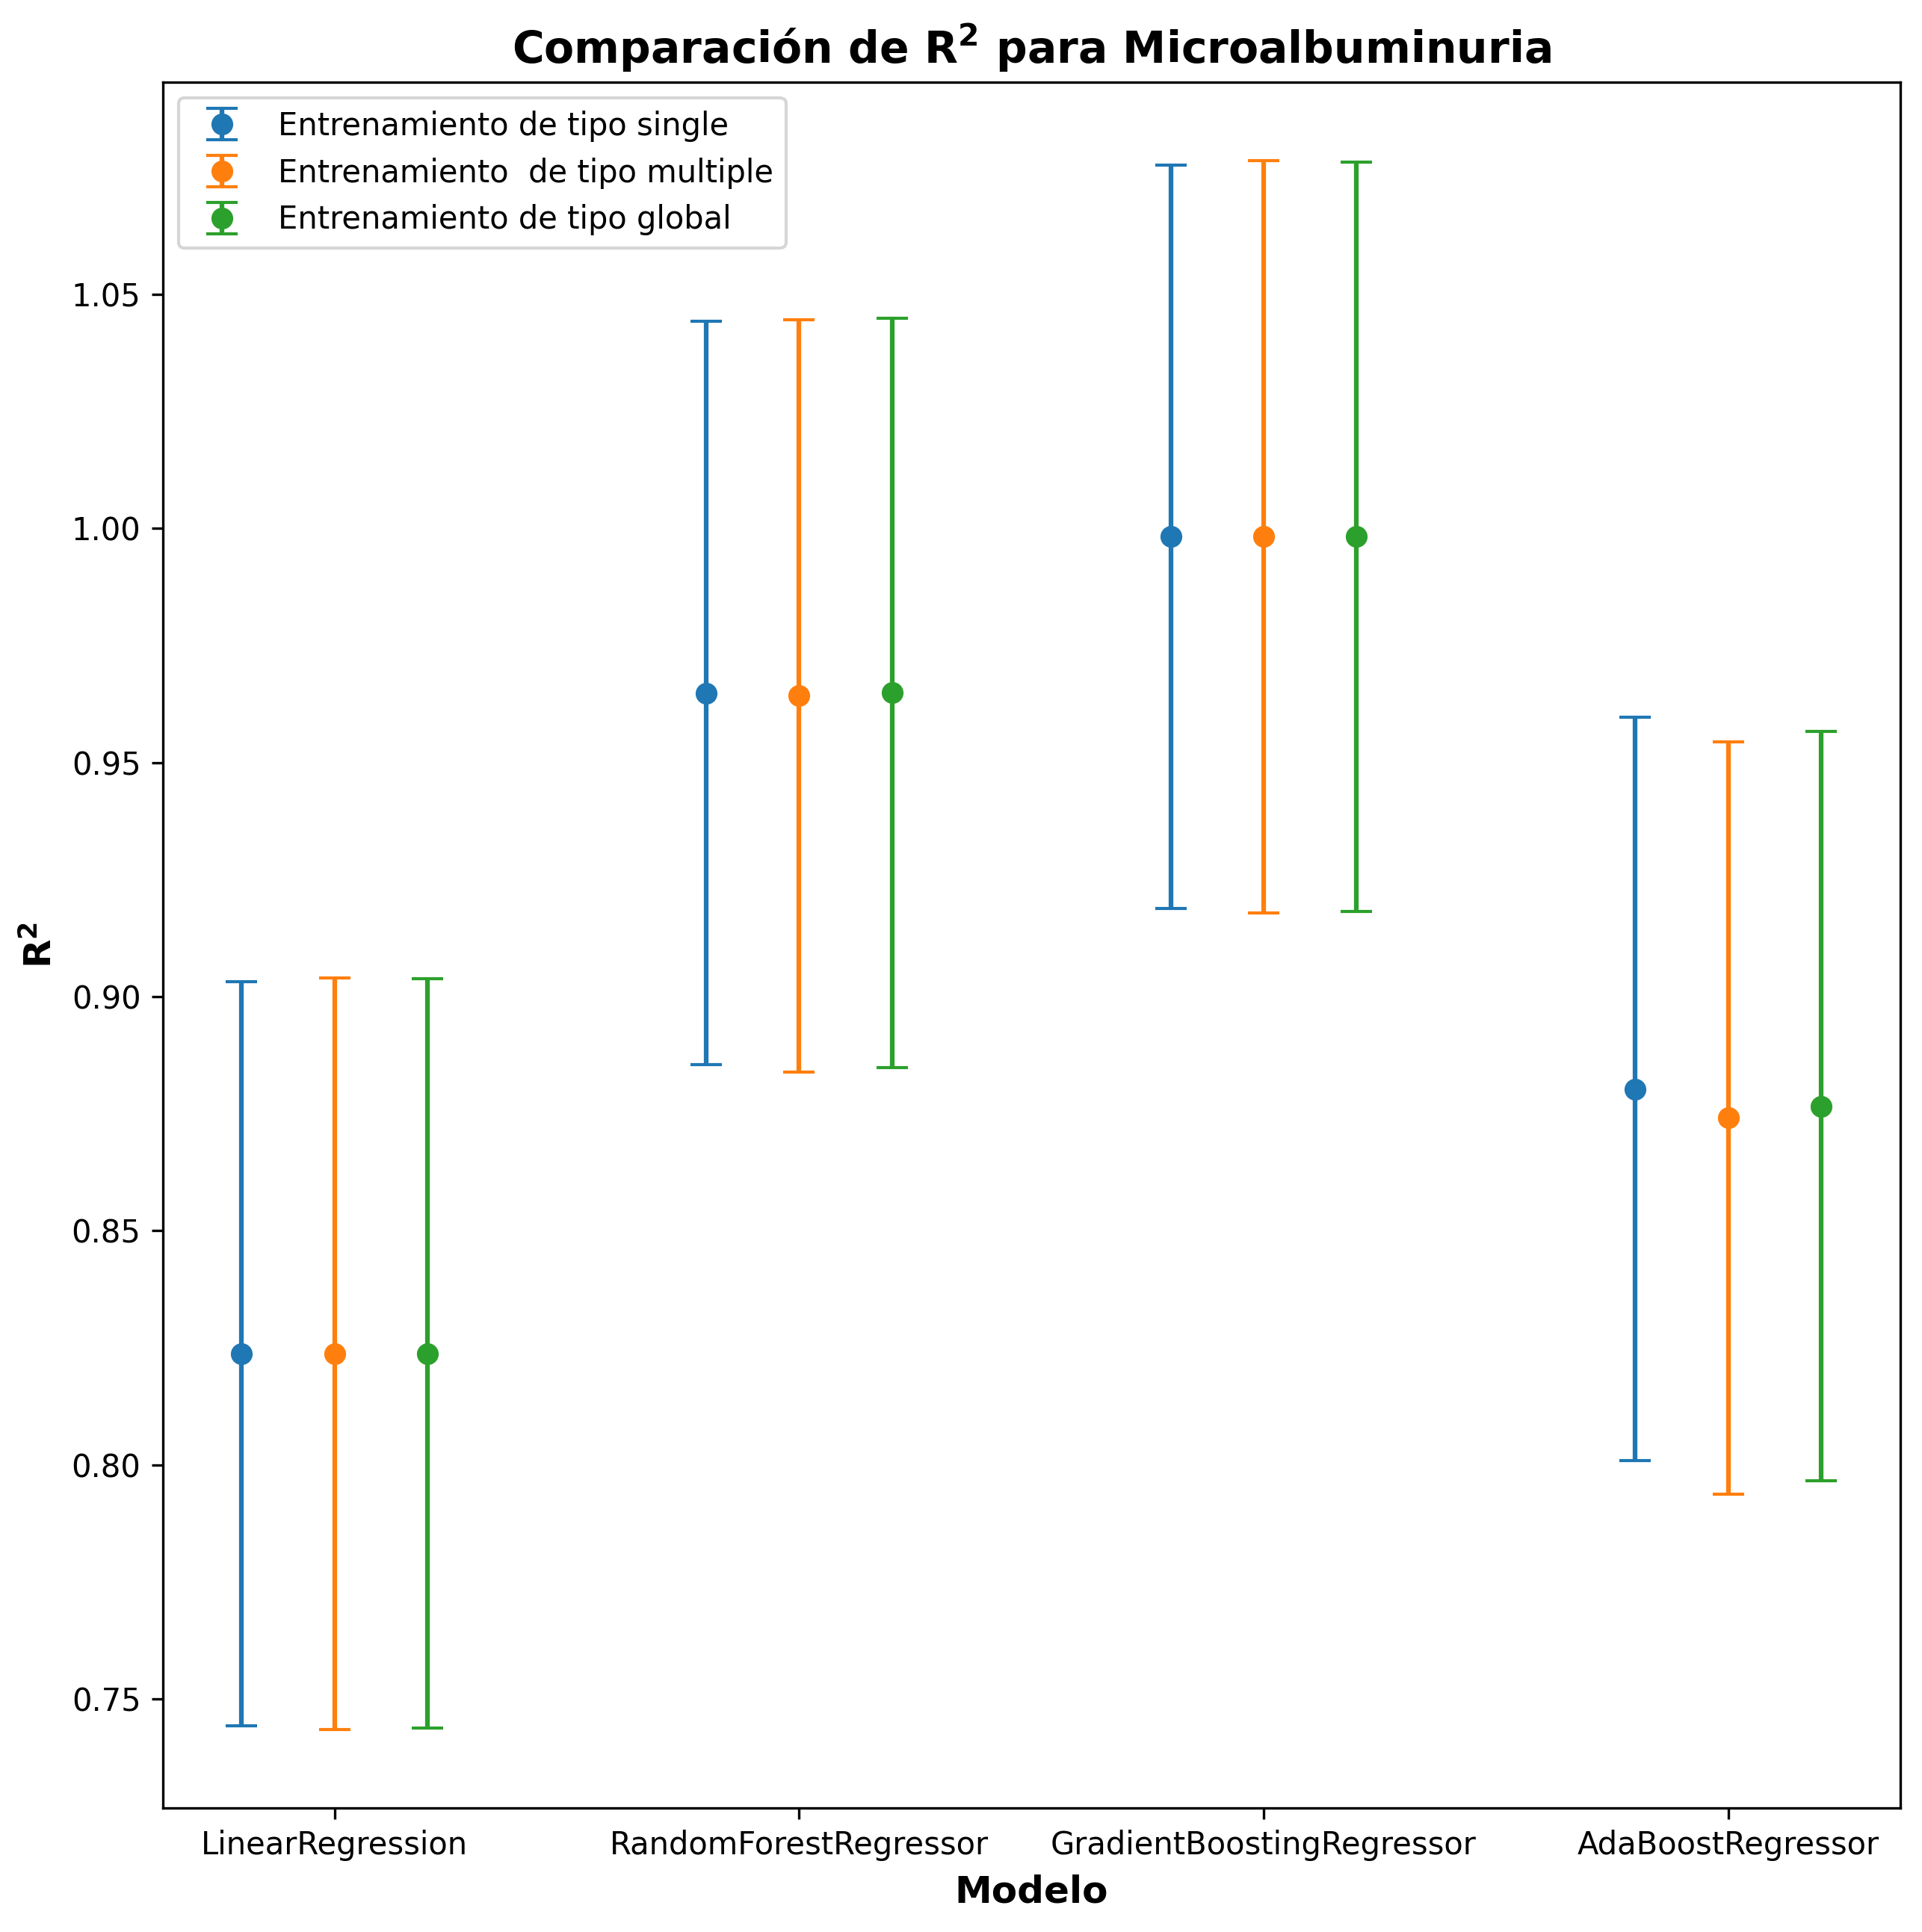 Comparación de R² para Microalbuminuria
Entrenamiento de tipo single
Entrenamiento  de tipo multiple
Entrenamiento de tipo global
1.05
1.00
0.95
0.90
0.85
0.80
0.75
R²
LinearRegression
RandomForestRegressor
GradientBoostingRegressor
AdaBoostRegressor
Modelo